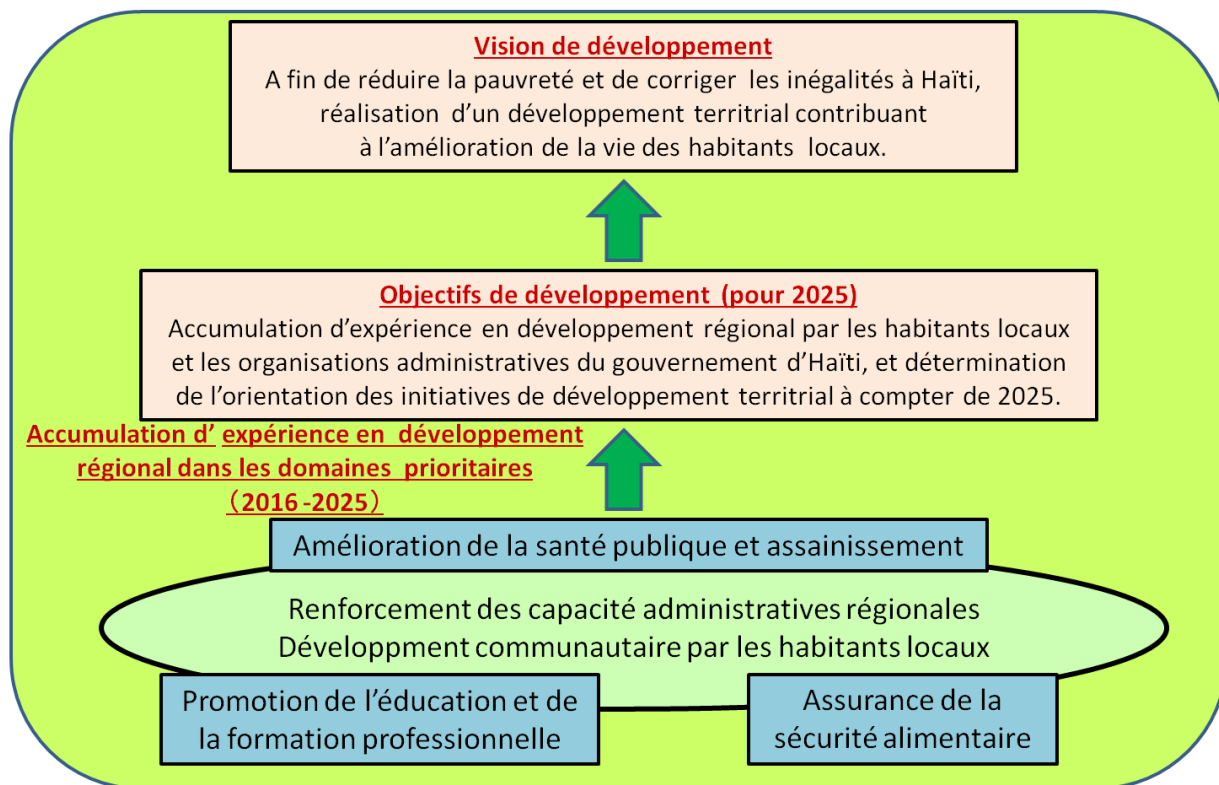 Vision de développement
A fin de réduire la pauvreté et de corriger les inégalités à Haïti,
réalisation d’un développement territrial contribuant
à l’amélioration de la vie des habitants locaux.
Objectifs de développement (pour 2025)
Accumulation d’expérience en développement régional par les habitants locaux
et les organisations administratives du gouvernement d’Haïti, et détermination
de l’orientation des initiatives de développement territrial à compter de 2025.
Accumulation d’ expérience en développement
régional dans les domaines prioritaires
（2016 -2025）
Amélioration de la santé publique et assainissement
Renforcement des capacité administratives régionales
Développment communautaire par les habitants locaux
Promotion de l’éducation et de
la formation professionnelle
Assurance de la
sécurité alimentaire